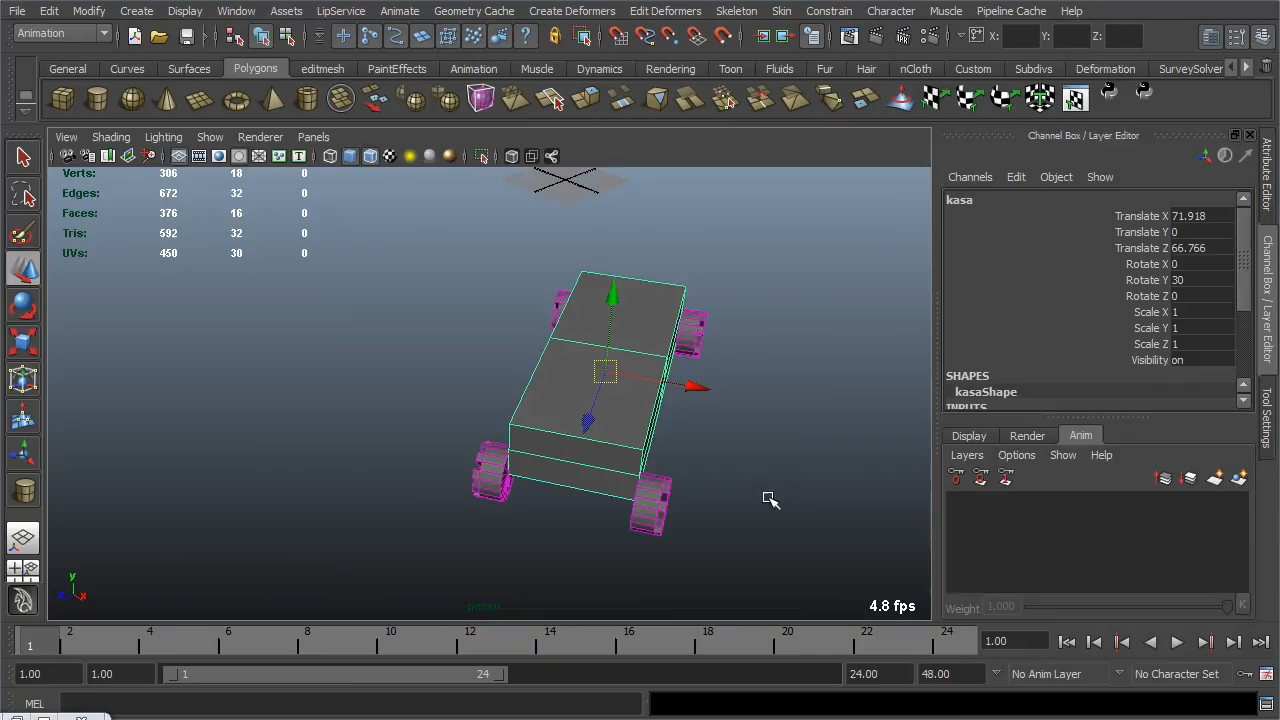 File Edit Modify Create Display Window Assets LipService Animate Geometry Cache Create Deformers Edit Deformers Skeleton Skin Constrain Character Muscle Pipeline Cache Help
Animation X: Y: Z:
General Curves Surfaces Polygons editmesh PaintEffects Animation Muscle Dynamics Rendering Toon Fluids Fur Hair nCloth Custom Subdivs Deformation SurveySolver
View Shading Lighting Show Renderer Panels
Channel Box / Layer Editor
Channels Edit Object Show
Verts: 306 18 0
Edges: 672 32 0
Faces: 376 16 0
Tris: 592 32 0
UVs: 450 30 0
kasa
Translate X 71.918
Translate Y 0
Translate Z 66.766
Rotate X 0
Rotate Y 30
Rotate Z 0
Scale X 1
Scale Y 1
Scale Z 1
Visibility on
SHAPES
kasaShape
INPUTS
Display Render Anim
Layers Options Show Help
Weight 1.000 K
Attribute Editor
Channel Box / Layer Editor
Tool Settings
y
x
persp
4.8 fps
1 2 4 6 8 10 12 14 16 18 20 22 24 1.00
1.00 1.00 1 24 24.00 48.00 No Anim Layer No Character Set
MEL